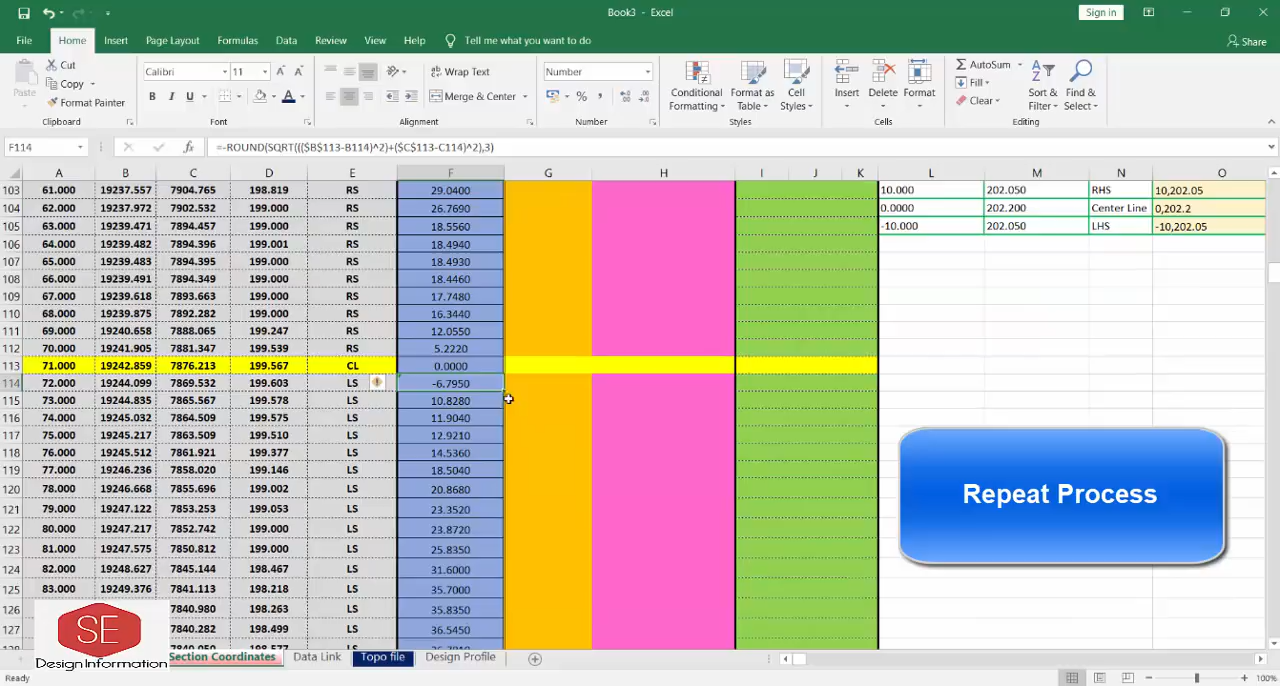 Book3 - Excel
Sign in
File Home Insert Page Layout Formulas Data Review View Help Tell me what you want to do Share
Paste Cut Copy Format Painter Clipboard
Calibri 11 A A B I U A Font
Wrap Text Merge & Center Alignment
Number % , Number
Conditional Formatting Format as Table Cell Styles Styles
Insert Delete Format Cells
AutoSum Fill Clear Sort & Filter Find & Select Editing
F114 fx =-ROUND(SQRT((($B$113-B114)^2)+($C$113-C114)^2),3)
A B C D E F G H I J K L M N O
103 61.000 19237.557 7904.765 198.819 RS 29.0400 10.000 202.050 RHS 10,202.05
104 62.000 19237.972 7902.532 199.000 RS 26.7690 0.0000 202.200 Center Line 0,202.2
105 63.000 19239.471 7894.457 199.000 RS 18.5560 -10.000 202.050 LHS -10,202.05
106 64.000 19239.482 7894.396 199.001 RS 18.4940
107 65.000 19239.483 7894.395 199.000 RS 18.4930
108 66.000 19239.491 7894.349 199.000 RS 18.4460
109 67.000 19239.618 7893.663 199.000 RS 17.7480
110 68.000 19239.875 7892.282 199.000 RS 16.3440
111 69.000 19240.658 7888.065 199.247 RS 12.0550
112 70.000 19241.905 7881.347 199.539 RS 5.2220
113 71.000 19242.859 7876.213 199.567 CL 0.0000
114 72.000 19244.099 7869.532 199.603 LS -6.7950
115 73.000 19244.835 7865.567 199.578 LS 10.8280
116 74.000 19245.032 7864.509 199.575 LS 11.9040
117 75.000 19245.217 7863.509 199.510 LS 12.9210
118 76.000 19245.512 7861.921 199.377 LS 14.5360
119 77.000 19246.236 7858.020 199.146 LS 18.5040
120 78.000 19246.668 7855.696 199.002 LS 20.8680
121 79.000 19247.122 7853.253 199.053 LS 23.3520
122 80.000 19247.217 7852.742 199.000 LS 23.8720
123 81.000 19247.575 7850.812 199.000 LS 25.8350
124 82.000 19248.627 7845.144 198.467 LS 31.6000
125 83.000 19249.376 7841.113 198.218 LS 35.7000
126 7840.980 198.263 LS 35.8350
127 7840.282 198.499 LS 36.5450
Repeat Process
SE
Design Information
Section Coordinates Data Link Topo file Design Profile
Ready 100%